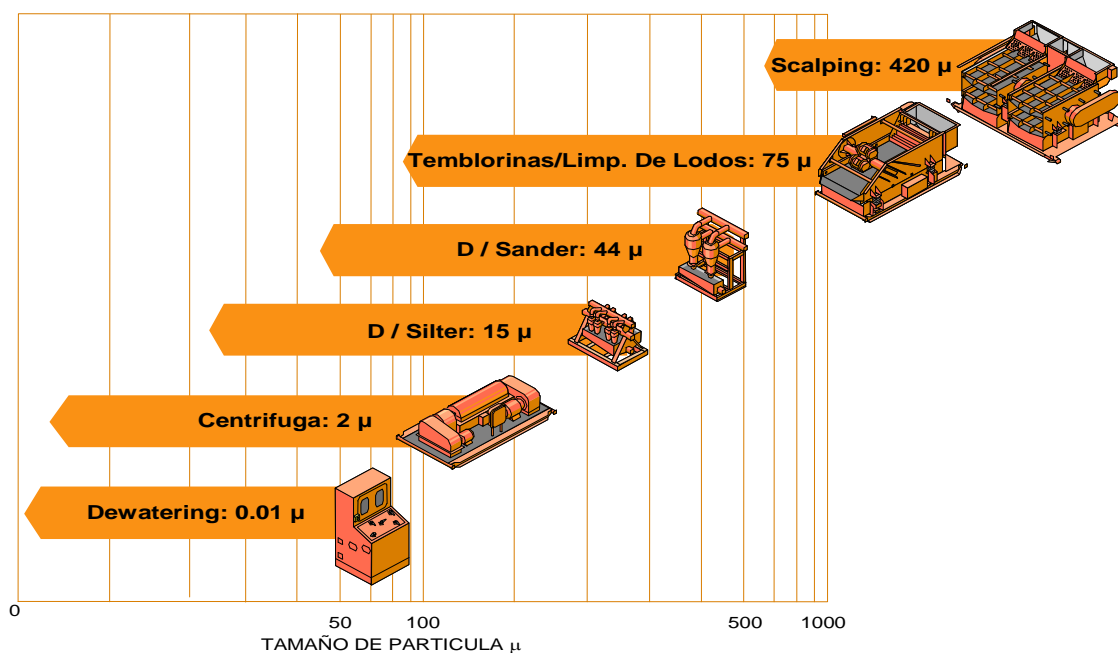 Scalping: 420 µ
Temblorinas/Limp. De Lodos: 75 µ
D / Sander: 44 µ
D / Silter: 15 µ
Centrifuga: 2 µ
Dewatering: 0.01 µ
0 50 100 500 1000
TAMAÑO DE PARTICULA µ